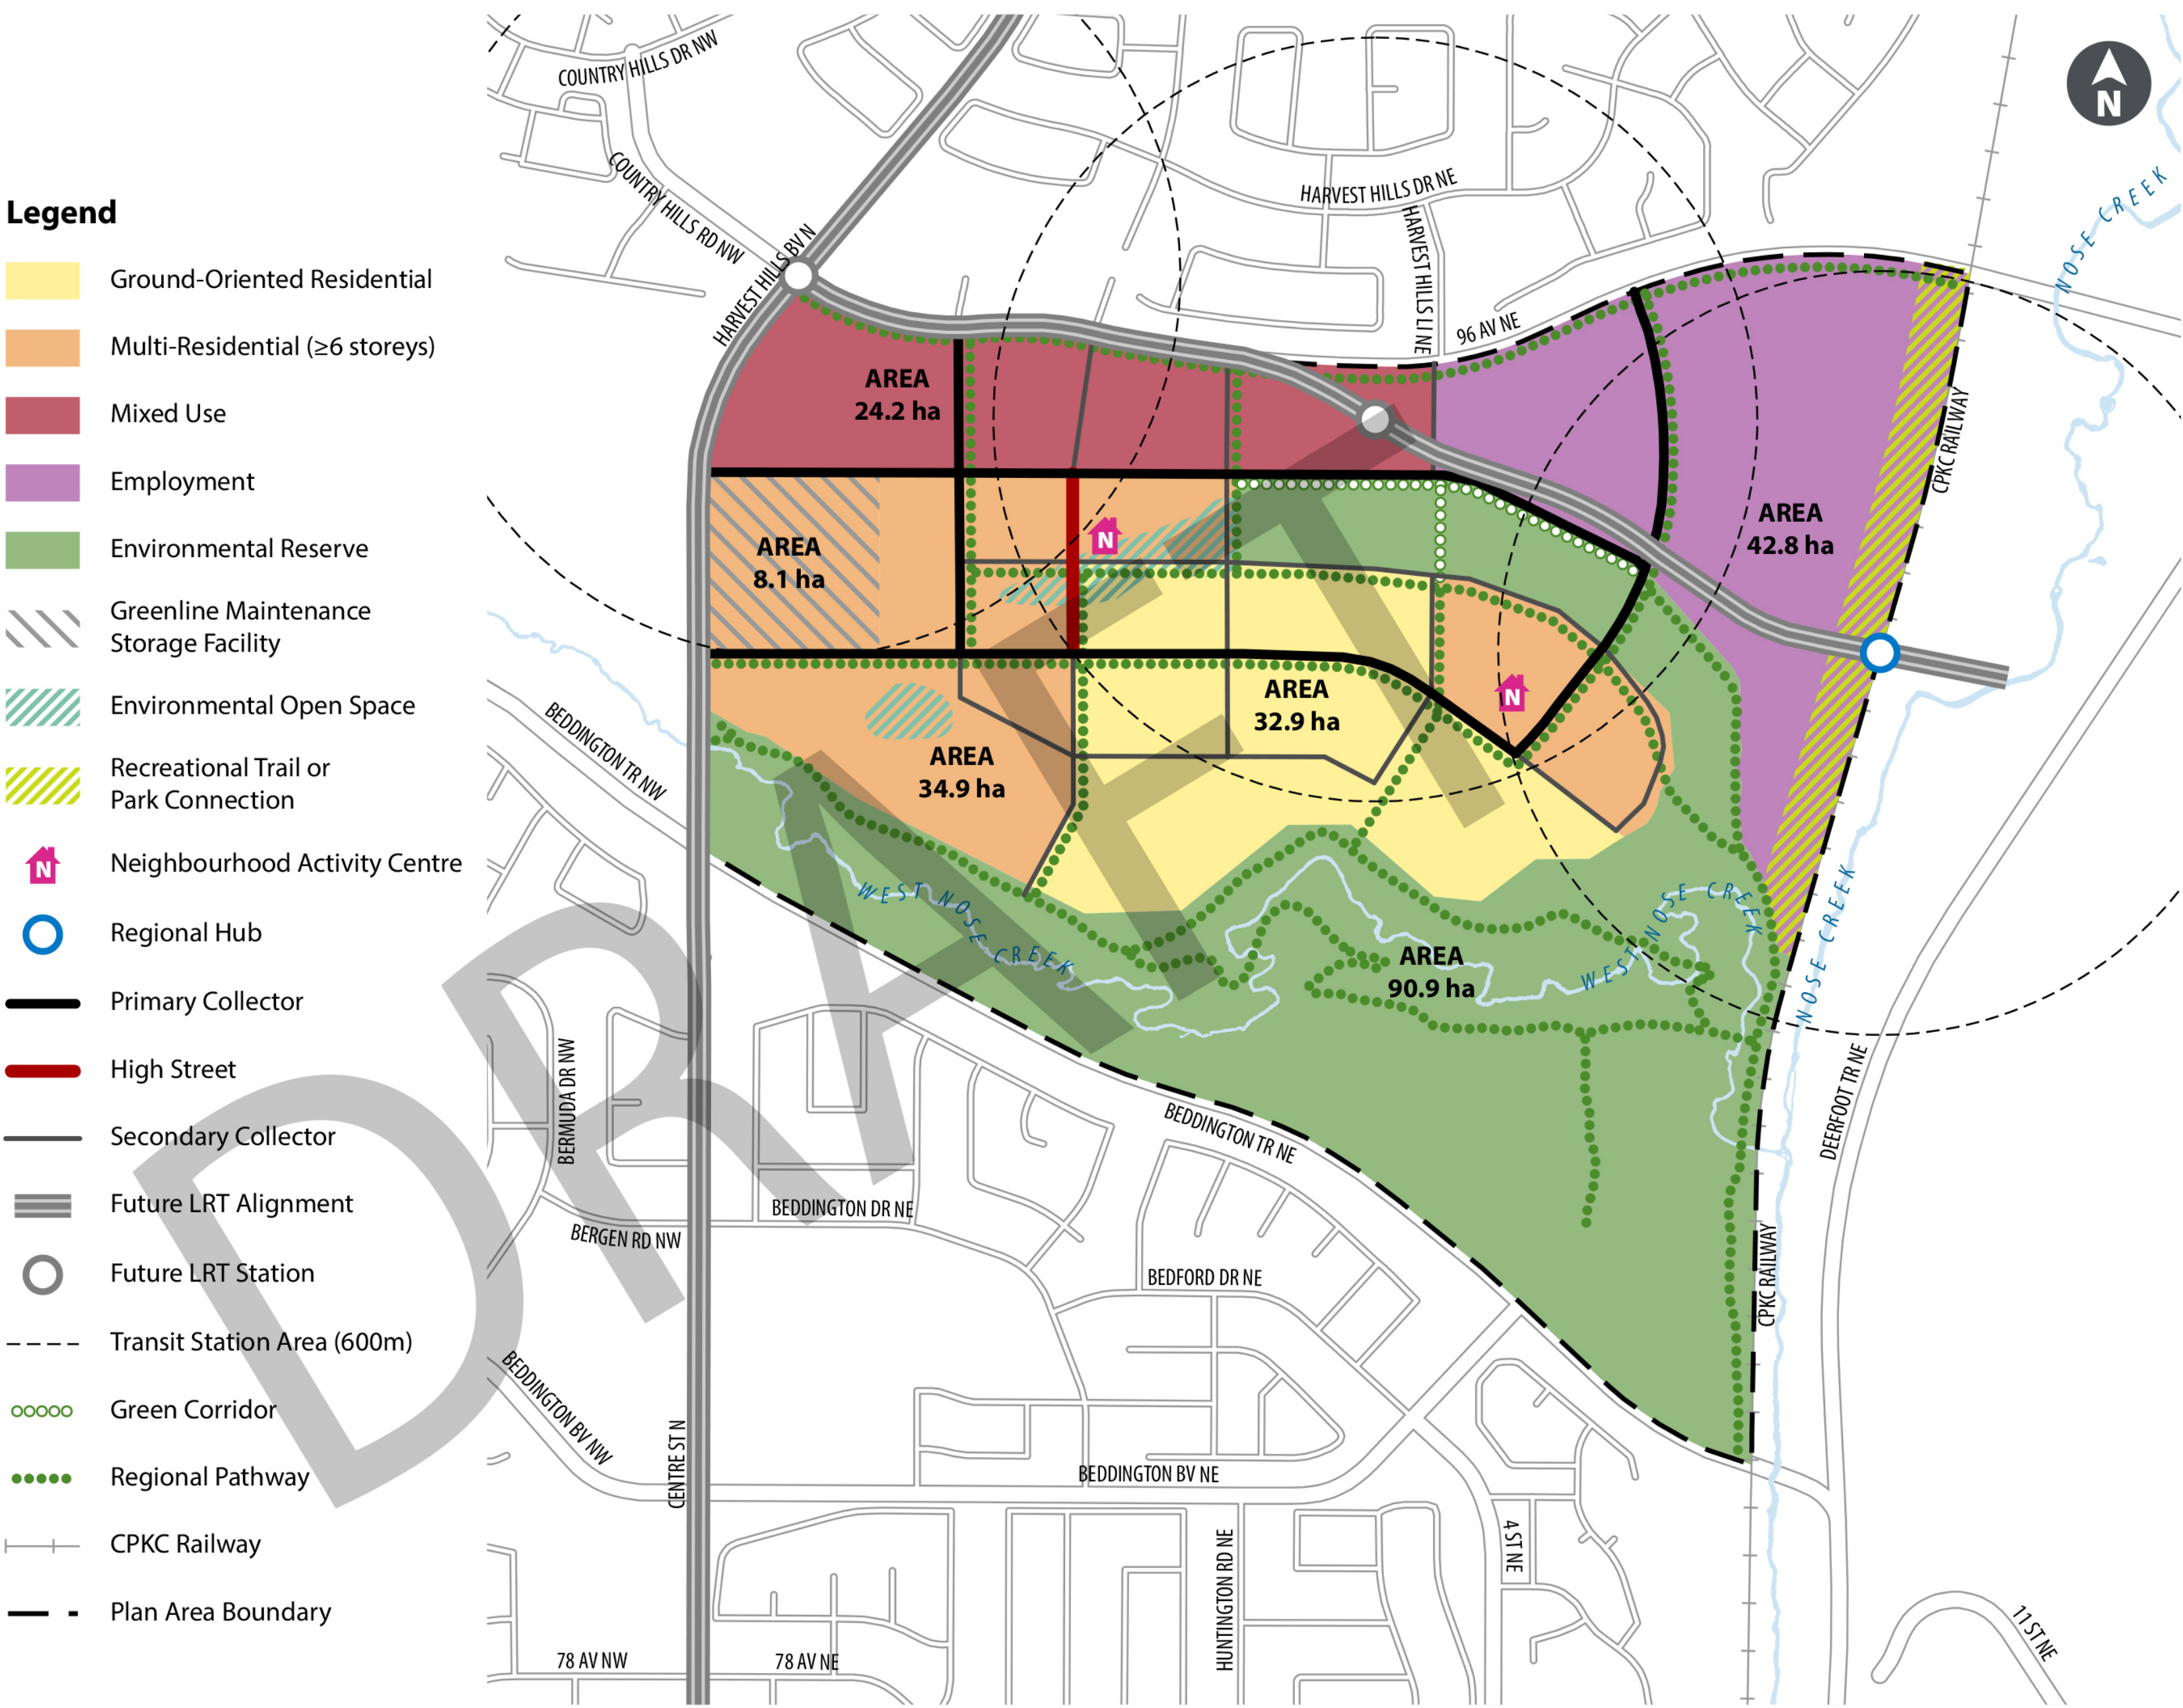 Legend
Ground-Oriented Residential
Multi-Residential (≥6 storeys)
Mixed Use
Employment
Environmental Reserve
Greenline Maintenance
Storage Facility
Environmental Open Space
Recreational Trail or
Park Connection
N
Neighbourhood Activity Centre
Regional Hub
Primary Collector
High Street
Secondary Collector
Future LRT Alignment
Future LRT Station
Transit Station Area (600m)
Green Corridor
Regional Pathway
CPKC Railway
Plan Area Boundary
COUNTRY HILLS DR NW
N
COUNTRY HILLS RD NW
HARVEST HILLS BV N
HARVEST HILLS DR NE
HARVEST HILLS LI NE
96 AV NE
NOSE CREEK
CPKC RAILWAY
AREA
24.2 ha
AREA
42.8 ha
AREA
8.1 ha
N
N
AREA
32.9 ha
AREA
34.9 ha
BEDDINGTON TR NW
WEST NOSE CREEK
WEST NOSE CREEK
AREA
90.9 ha
NOSE CREEK
DEERFOOT TR NE
DRAFT
BERMUDA DR NW
BEDDINGTON TR NE
BEDDINGTON DR NE
BERGEN RD NW
BEDFORD DR NE
CPKC RAILWAY
BEDDINGTON BV NW
CENTRE ST N
BEDDINGTON BV NE
HUNTINGTON RD NE
4 ST NE
11 ST NE
78 AV NW
78 AV NE